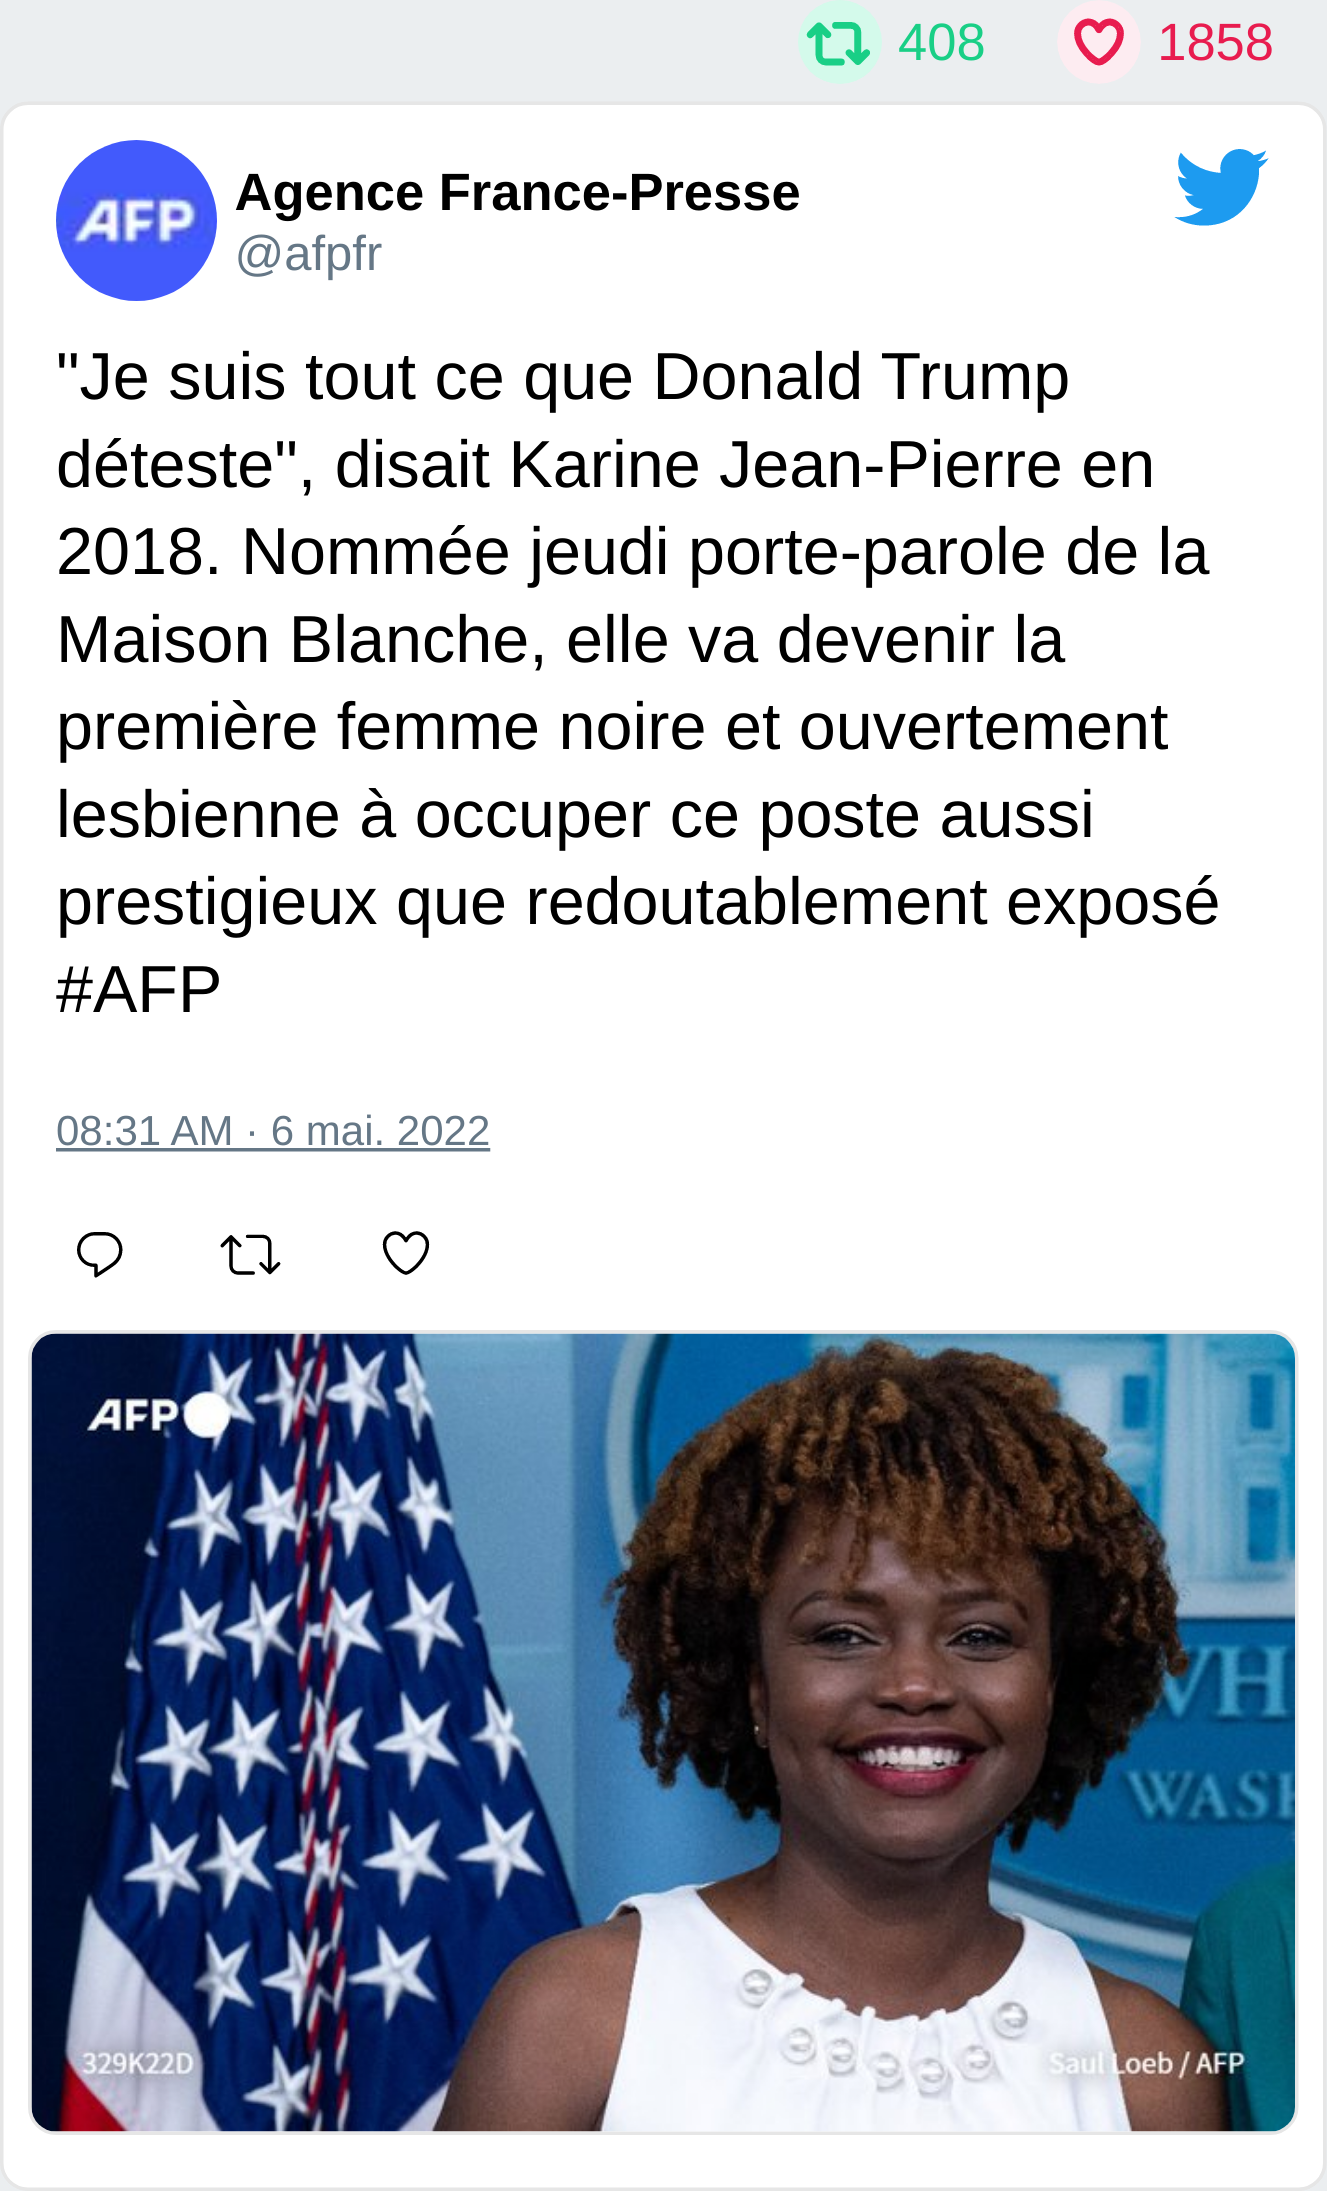 408 1858
AFP
Agence France-Presse
@afpfr
"Je suis tout ce que Donald Trump
déteste", disait Karine Jean-Pierre en
2018. Nommée jeudi porte-parole de la
Maison Blanche, elle va devenir la
première femme noire et ouvertement
lesbienne à occuper ce poste aussi
prestigieux que redoutablement exposé
#AFP
08:31 AM · 6 mai. 2022
AFP
WH
WAS
329K22D
Saul Loeb / AFP